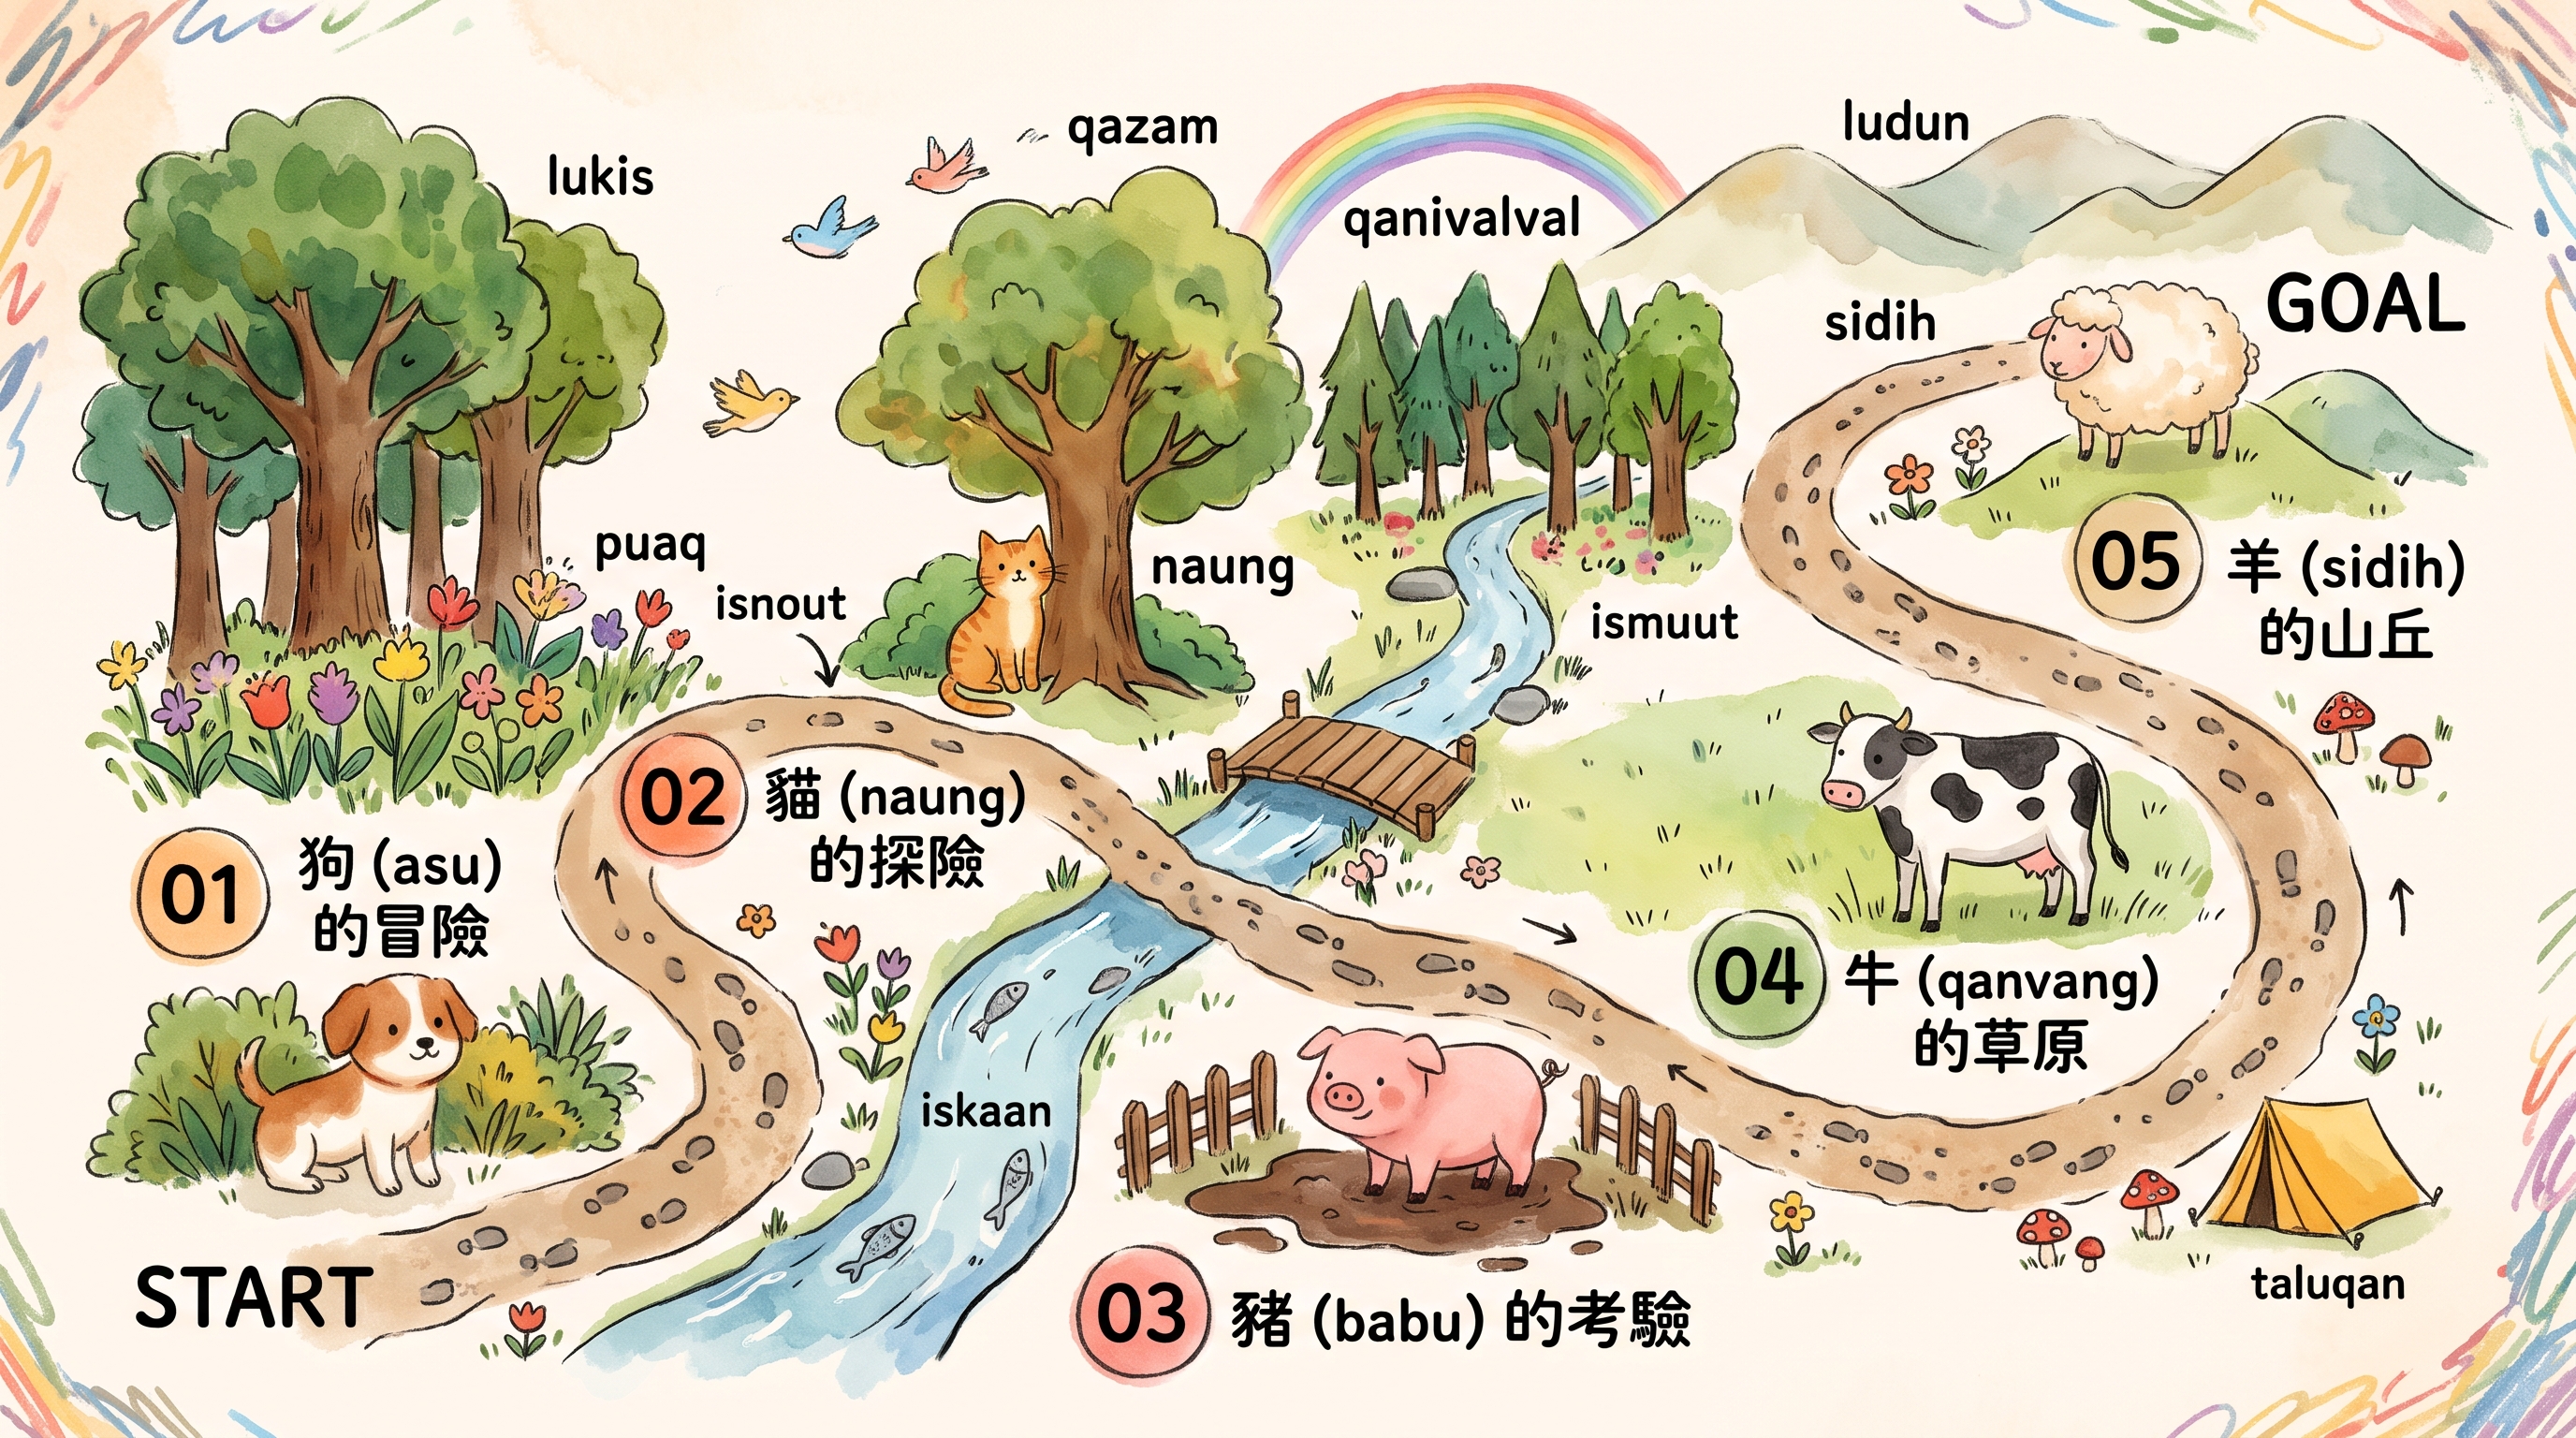 lukis
qazam
qanivalval
ludun
sidih
GOAL
puaq
isnout
naung
ismuut
01
狗 (asu)
的冒險
02
貓 (naung)
的探險
05
羊 (sidih)
的山丘
04
牛 (qanvang)
的草原
iskaan
START
03
豬 (babu) 的考驗
taluqan